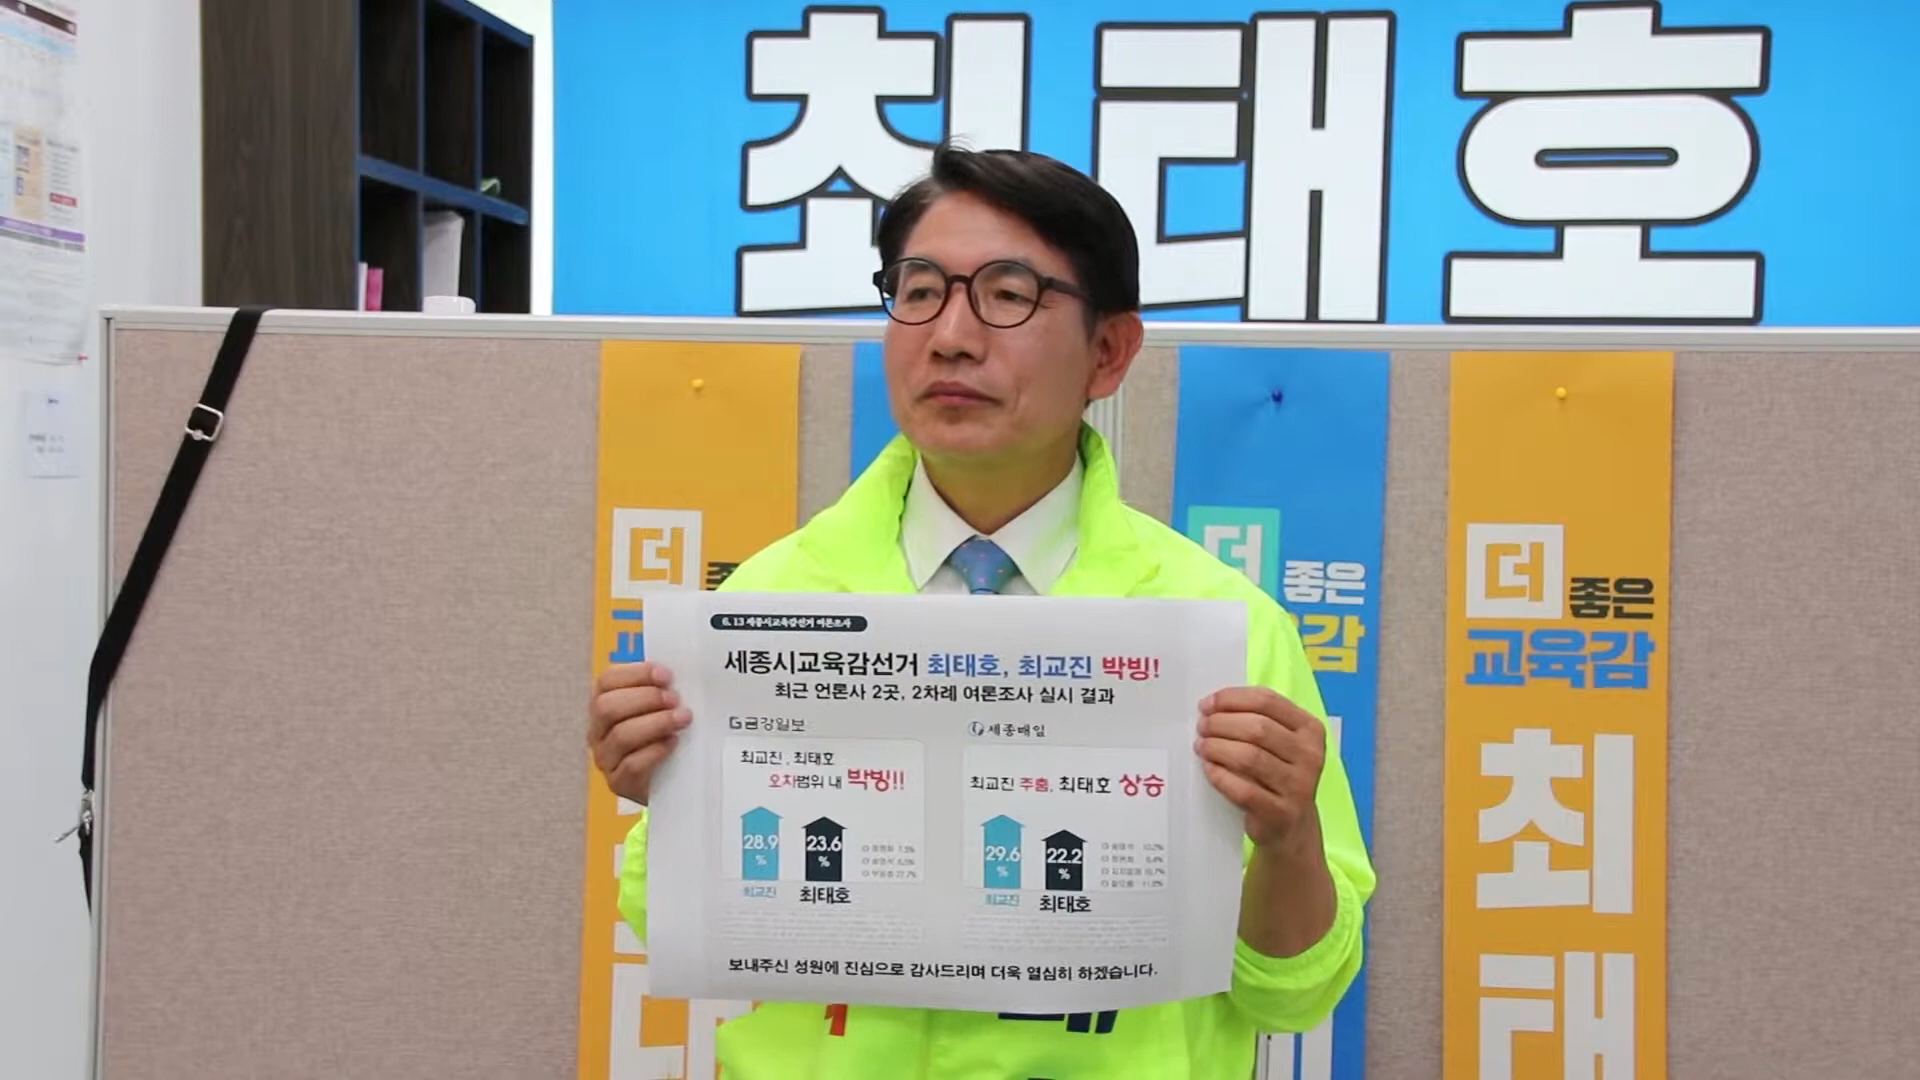 최태호
6. 13 세종시교육감선거 여론조사
세종시교육감선거 최태호, 최교진 박빙!
최근 언론사 2곳, 2차례 여론조사 실시 결과
금강일보
최교진, 최태호
오차범위 내 박빙!!
28.9
%
최교진
23.6
%
최태호
세종매일
최교진 주춤, 최태호 상승
29.6
%
최교진
22.2
%
최태호
보내주신 성원에 진심으로 감사드리며 더욱 열심히 하겠습니다.
더
더 좋은
감
더 좋은
교육감
최
태